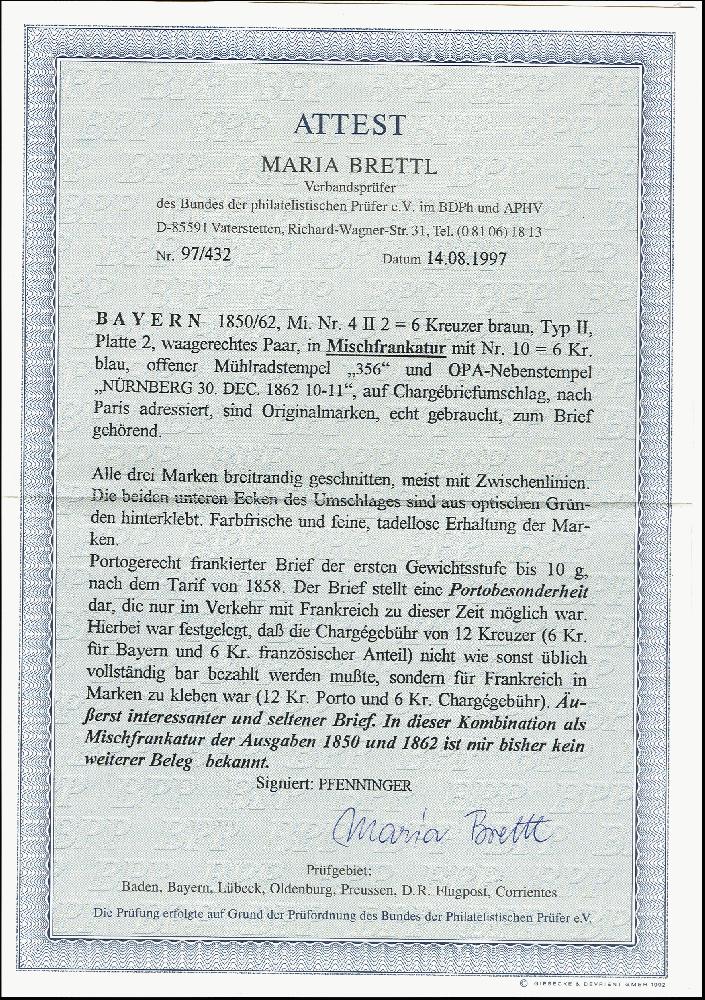 ATTEST
MARIA BRETTL
Verbandsprüfer
des Bundes der philatelistischen Prüfer e.V. im BDPh und APHV
D-85591 Vaterstetten, Richard-Wagner-Str. 31, Tel. (0 81 06) 18 13
Nr. 97/432 Datum 14.08.1997
BAYERN 1850/62, Mi. Nr. 4 II 2 = 6 Kreuzer braun, Typ II,
Platte 2, waagerechtes Paar, in Mischfrankatur mit Nr. 10 = 6 Kr.
blau, offener Mühlradstempel „356“ und OPA-Nebenstempel
„NÜRNBERG 30. DEC. 1862 10-11“, auf Chargébriefumschlag, nach
Paris adressiert, sind Originalmarken, echt gebraucht, zum Brief
gehörend.
Alle drei Marken breitrandig geschnitten, meist mit Zwischenlinien.
Die beiden unteren Ecken des Umschlages sind aus optischen Grün-
den hinterklebt. Farbfrische und feine, tadellose Erhaltung der Mar-
ken.
Portogerecht frankierter Brief der ersten Gewichtsstufe bis 10 g,
nach dem Tarif von 1858. Der Brief stellt eine Portobesonderheit
dar, die nur im Verkehr mit Frankreich zu dieser Zeit möglich war.
Hierbei war festgelegt, daß die Chargégebühr von 12 Kreuzer (6 Kr.
für Bayern und 6 Kr. französischer Anteil) nicht wie sonst üblich
vollständig bar bezahlt werden mußte, sondern für Frankreich in
Marken zu kleben war (12 Kr. Porto und 6 Kr. Chargégebühr). Äu-
ßerst interessanter und seltener Brief. In dieser Kombination als
Mischfrankatur der Ausgaben 1850 und 1862 ist mir bisher kein
weiterer Beleg bekannt.
Signiert: PFENNINGER
Maria Brettl
Prüfgebiet:
Baden, Bayern, Lübeck, Oldenburg, Preussen, D.R. Flugpost, Corrientes
Die Prüfung erfolgte auf Grund der Prüfordnung des Bundes der Philatelistischen Prüfer e.V.
© GIESECKE & DEVRIENT GMBH 1992